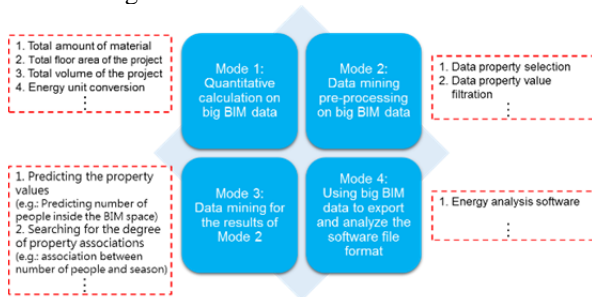 1. Total amount of material
2. Total floor area of the project
3. Total volume of the project
4. Energy unit conversion
⋮
Mode 1:
Quantitative
calculation on
big BIM data
Mode 2:
Data mining
pre-processing
on big BIM data
1. Data property selection
2. Data property value
filtration
⋮
1. Predicting the property
values
(e.g.: Predicting number of
people inside the BIM space)
2. Searching for the degree
of property associations
(e.g.: association between
number of people and season)
⋮
Mode 3:
Data mining for
the results of
Mode 2
Mode 4:
Using big BIM
data to export
and analyze the
software file
format
1. Energy analysis software
⋮